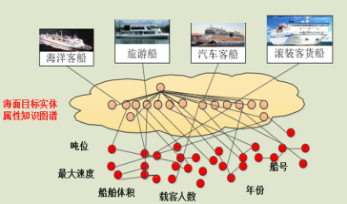 海洋客船
旅游船
汽车客船
滚装客货船
海面目标实体
属性知识图谱
吨位
最大速度
船舶体积
载客人数
年份
船号